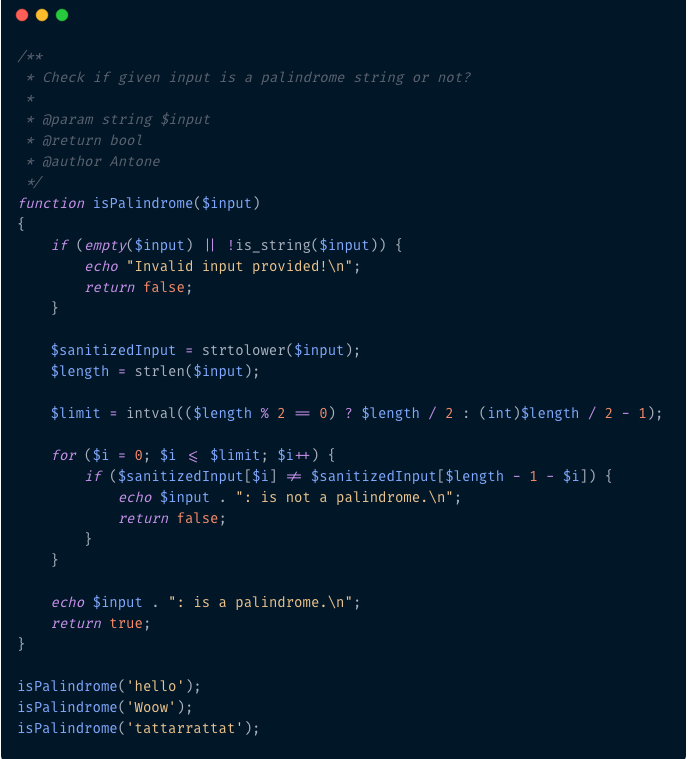 /**
 * Check if given input is a palindrome string or not?
 *
 * @param string $input
 * @return bool
 * @author Antone
 */
function isPalindrome($input)
{
    if (empty($input) || !is_string($input)) {
        echo "Invalid input provided!\n";
        return false;
    }

    $sanitizedInput = strtolower($input);
    $length = strlen($input);

    $limit = intval(($length % 2 == 0) ? $length / 2 : (int)$length / 2 - 1);

    for ($i = 0; $i <= $limit; $i++) {
        if ($sanitizedInput[$i] != $sanitizedInput[$length - 1 - $i]) {
            echo $input . ": is not a palindrome.\n";
            return false;
        }
    }

    echo $input . ": is a palindrome.\n";
    return true;
}

isPalindrome('hello');
isPalindrome('Woow');
isPalindrome('tattarrattat');